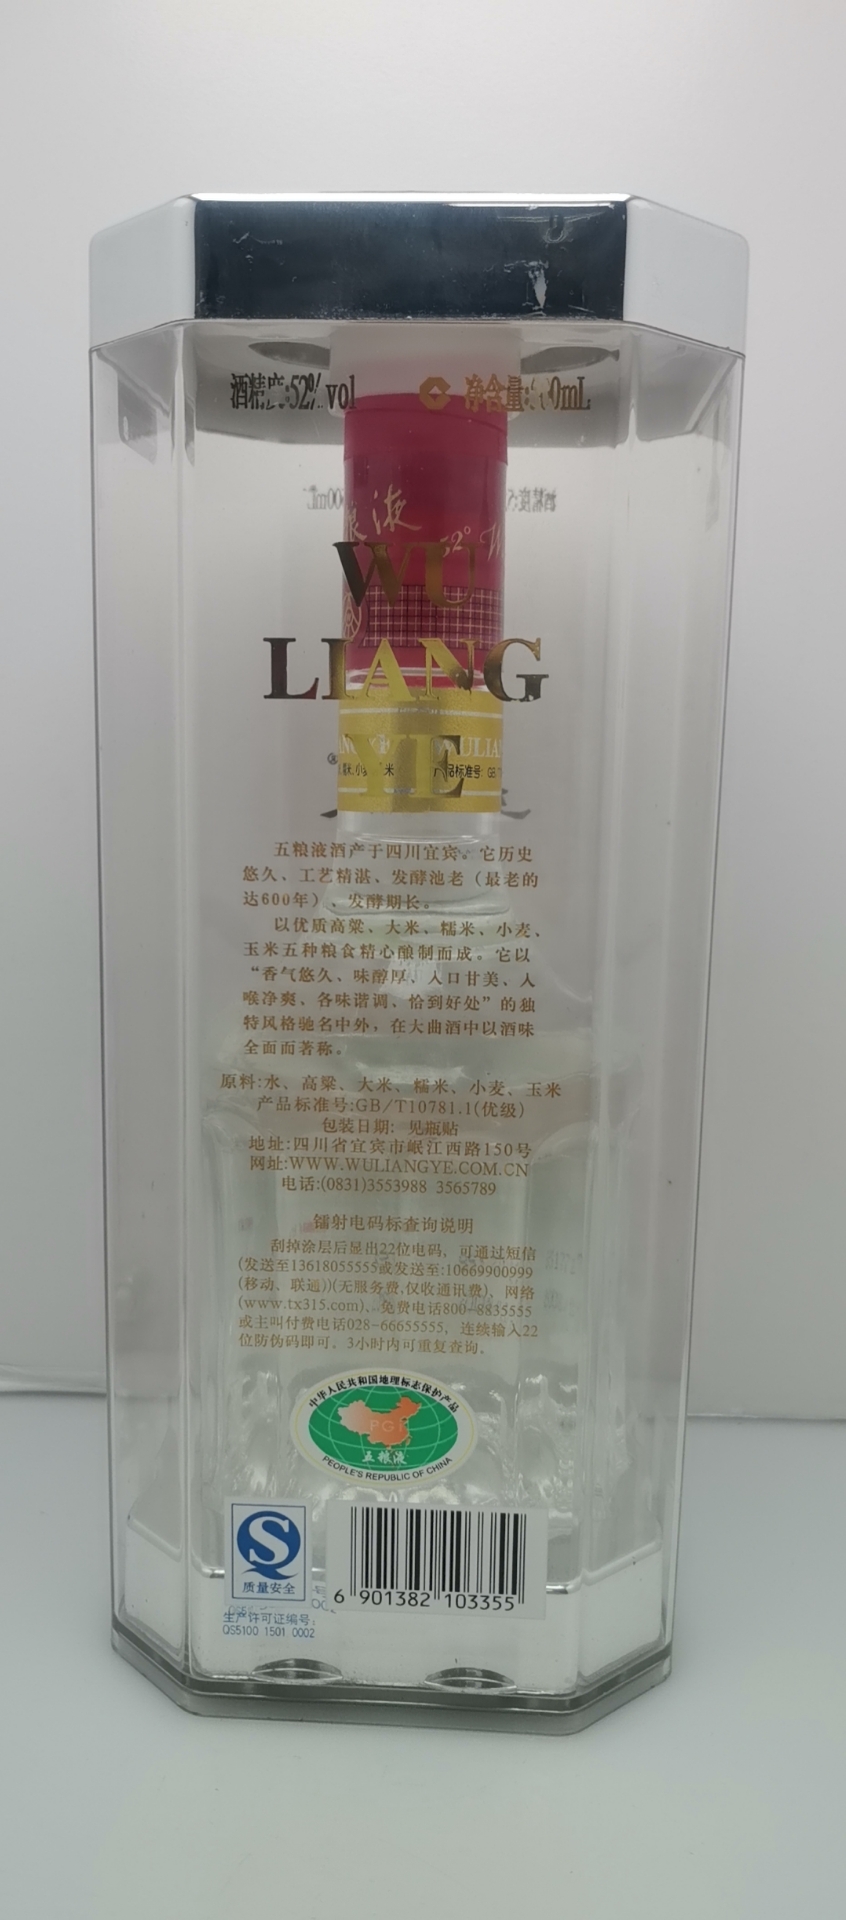 酒精度:52%vol
净含量: 0mL
液
52°
WU
LIANG
YE
品标准号: GB
五粮液酒产于四川宜宾。它历史
悠久、工艺精湛、发酵池老（最老的
达600年）、发酵期长。
以优质高粱、大米、糯米、小麦、
玉米五种粮食精心酿制而成。它以
“香气悠久、味醇厚、入口甘美、入
喉净爽、各味谐调、恰到好处”的独
特风格驰名中外，在大曲酒中以酒味
全面而著称。
原料:水、高粱、大米、糯米、小麦、玉米
产品标准号:GB/T10781.1(优级)
包装日期: 见瓶贴
地址:四川省宜宾市岷江西路150号
网址:WWW.WULIANGYE.COM.CN
电话:(0831)3553988 3565789
镭射电码标查询说明
刮掉涂层后显出22位电码，可通过短信
(发送至13618055555或发送至:10669900999
(移动、联通))(无服务费,仅收通讯费)、网络
(www.tx315.com)、免费电话800-8835555
或主叫付费电话028-66655555，连续输入22
位防伪码即可。3小时内可重复查询。
中华人民共和国地理标志保护产品
PGI
五粮液
PEOPLE'S REPUBLIC OF CHINA
质量安全
生产许可证编号:
QS5100 1501 0002
6 901382 103355